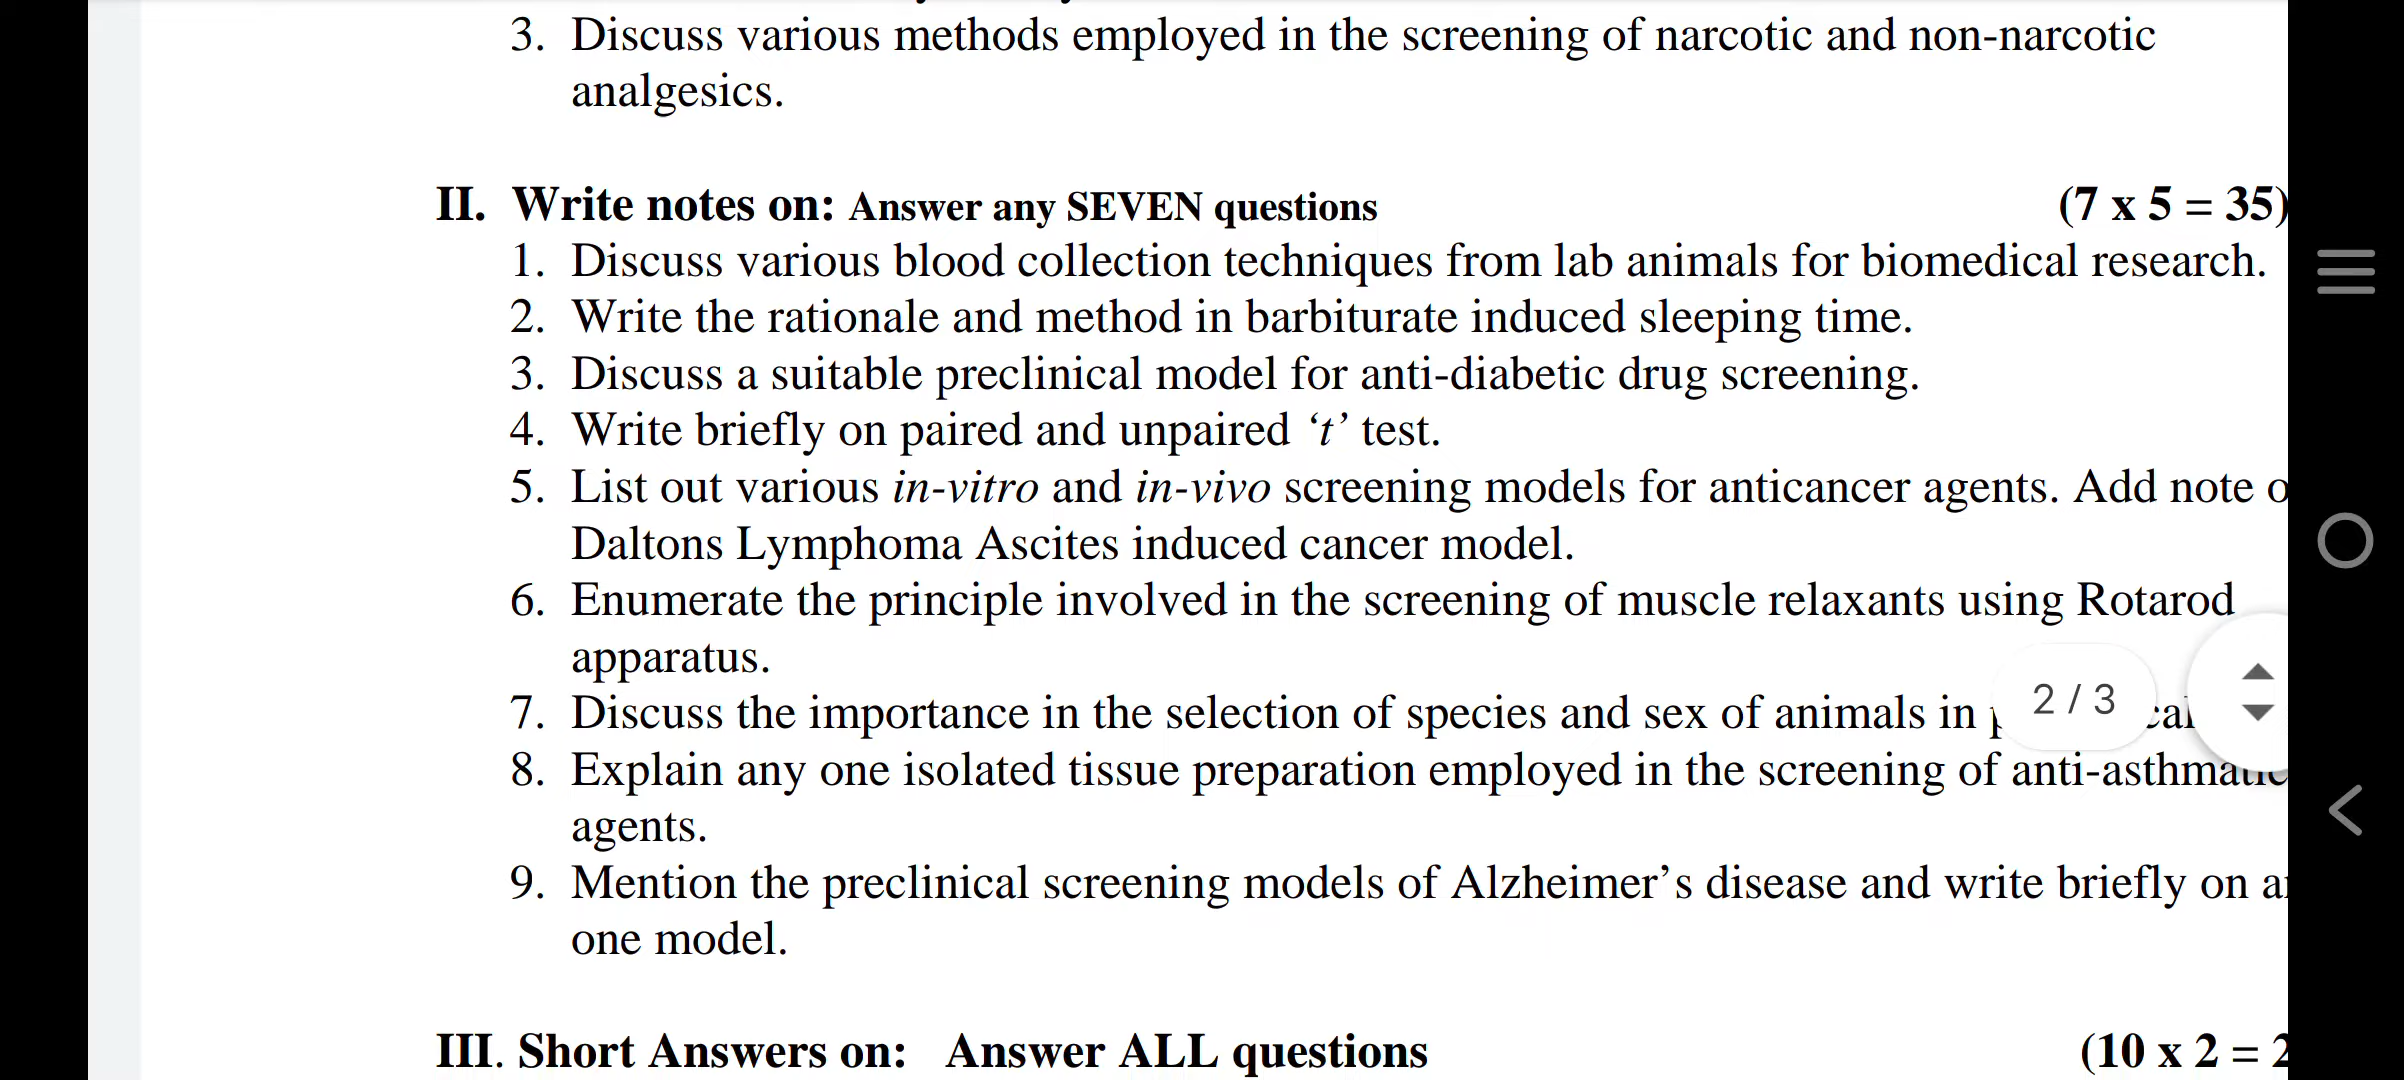 3. Discuss various methods employed in the screening of narcotic and non-narcotic
analgesics.
II. Write notes on: Answer any SEVEN questions (7 x 5 = 35)
1. Discuss various blood collection techniques from lab animals for biomedical research.
2. Write the rationale and method in barbiturate induced sleeping time.
3. Discuss a suitable preclinical model for anti-diabetic drug screening.
4. Write briefly on paired and unpaired ‘t’ test.
5. List out various in-vitro and in-vivo screening models for anticancer agents. Add note
Daltons Lymphoma Ascites induced cancer model.
6. Enumerate the principle involved in the screening of muscle relaxants using Rotarod
apparatus.
7. Discuss the importance in the selection of species and sex of animals in
2 / 3
8. Explain any one isolated tissue preparation employed in the screening of anti-asthmatic
agents.
9. Mention the preclinical screening models of Alzheimer’s disease and write briefly on
one model.
III. Short Answers on: Answer ALL questions (10 x 2 =